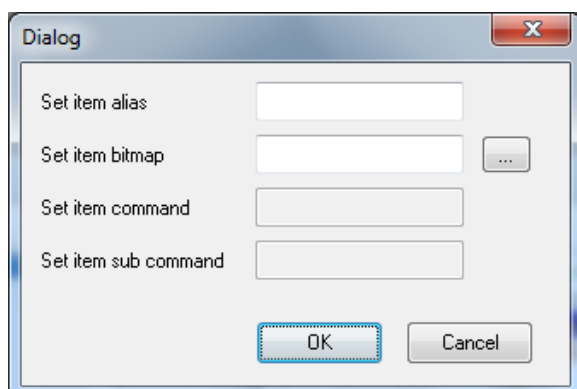 Dialog
Set item alias
Set item bitmap
...
Set item command
Set item sub command
OK
Cancel